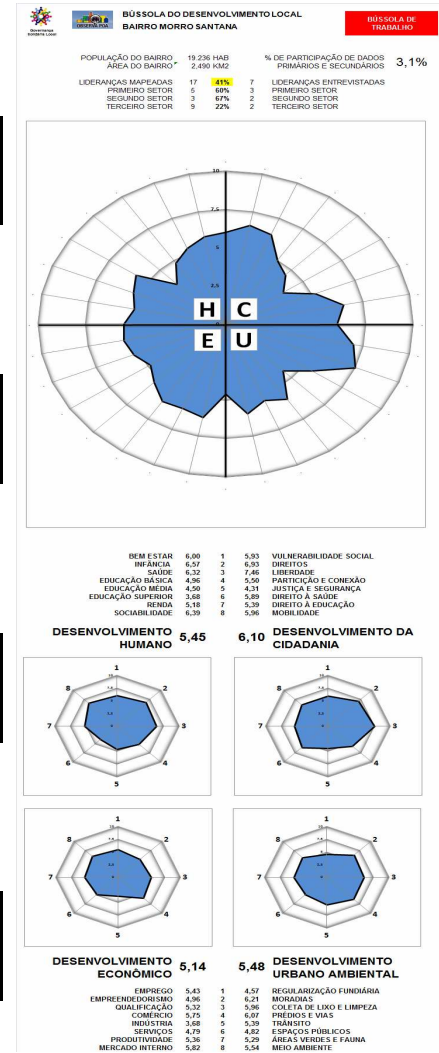 Governança
Solidária Local
OBSERVAPOA
BÚSSOLA DO DESENVOLVIMENTO LOCAL
BAIRRO MORRO SANTANA
BÚSSOLA DE
TRABALHO
POPULAÇÃO DO BAIRRO 19.236 HAB % DE PARTICIPAÇÃO DE DADOS
ÁREA DO BAIRRO 2,490 KM2 PRIMÁRIOS E SECUNDÁRIOS 3,1%
LIDERANÇAS MAPEADAS 17 41% 7 LIDERANÇAS ENTREVISTADAS
PRIMEIRO SETOR 5 60% 3 PRIMEIRO SETOR
SEGUNDO SETOR 3 67% 2 SEGUNDO SETOR
TERCEIRO SETOR 9 22% 2 TERCEIRO SETOR
10
7,5
5
2,5
0
H C
E U
BEM ESTAR 6,00 1 5,93 VULNERABILIDADE SOCIAL
INFÂNCIA 6,57 2 6,93 DIREITOS
SAÚDE 6,32 3 7,46 LIBERDADE
EDUCAÇÃO BÁSICA 4,96 4 5,50 PARTICIÇÃO E CONEXÃO
EDUCAÇÃO MÉDIA 4,50 5 4,31 JUSTIÇA E SEGURANÇA
EDUCAÇÃO SUPERIOR 3,68 6 5,89 DIREITO À SAÚDE
RENDA 5,18 7 5,39 DIREITO À EDUCAÇÃO
SOCIABILIDADE 6,39 8 5,96 MOBILIDADE
DESENVOLVIMENTO HUMANO 5,45
6,10 DESENVOLVIMENTO DA CIDADANIA
1
2
3
4
5
6
7
8
1
2
3
4
5
6
7
8
1
2
3
4
5
6
7
8
1
2
3
4
5
6
7
8
DESENVOLVIMENTO ECONÔMICO 5,14
5,48 DESENVOLVIMENTO URBANO AMBIENTAL
EMPREGO 5,43 1 4,57 REGULARIZAÇÃO FUNDIÁRIA
EMPREENDEDORISMO 4,96 2 6,21 MORADIAS
QUALIFICAÇÃO 5,32 3 5,96 COLETA DE LIXO E LIMPEZA
COMÉRCIO 5,75 4 6,07 PRÉDIOS E VIAS
INDÚSTRIA 3,68 5 5,39 TRÂNSITO
SERVIÇOS 4,79 6 4,82 ESPAÇOS PÚBLICOS
PRODUTIVIDADE 5,36 7 5,29 ÁREAS VERDES E FAUNA
MERCADO INTERNO 5,82 8 5,54 MEIO AMBIENTE